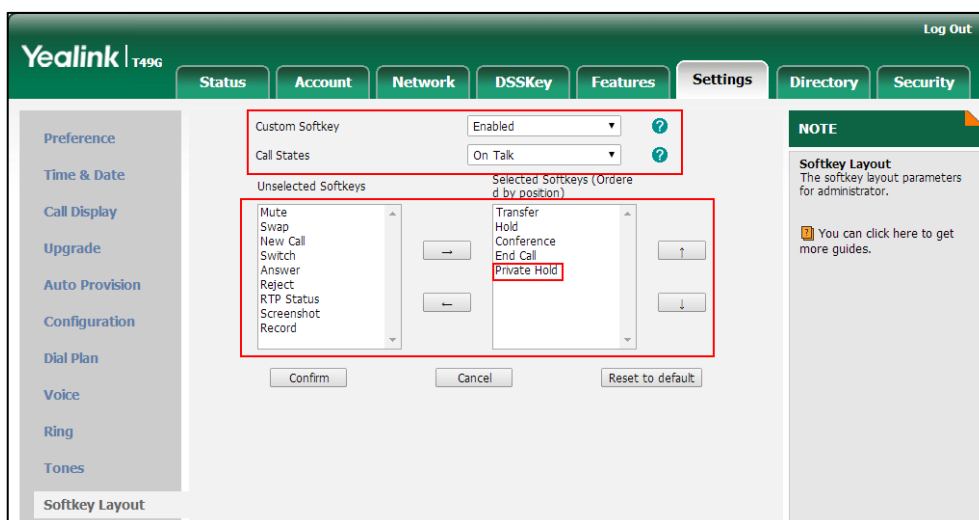 Log Out
Yealink T49G
Status Account Network DSSKey Features Settings Directory Security
Preference
Time & Date
Call Display
Upgrade
Auto Provision
Configuration
Dial Plan
Voice
Ring
Tones
Softkey Layout
Custom Softkey Enabled ?
Call States On Talk ?
Unselected Softkeys
Mute
Swap
New Call
Switch
Answer
Reject
RTP Status
Screenshot
Record
→
←
Selected Softkeys (Ordere
d by position)
Transfer
Hold
Conference
End Call
Private Hold
↑
↓
Confirm Cancel Reset to default
NOTE
Softkey Layout
The softkey layout parameters
for administrator.
? You can click here to get
more guides.